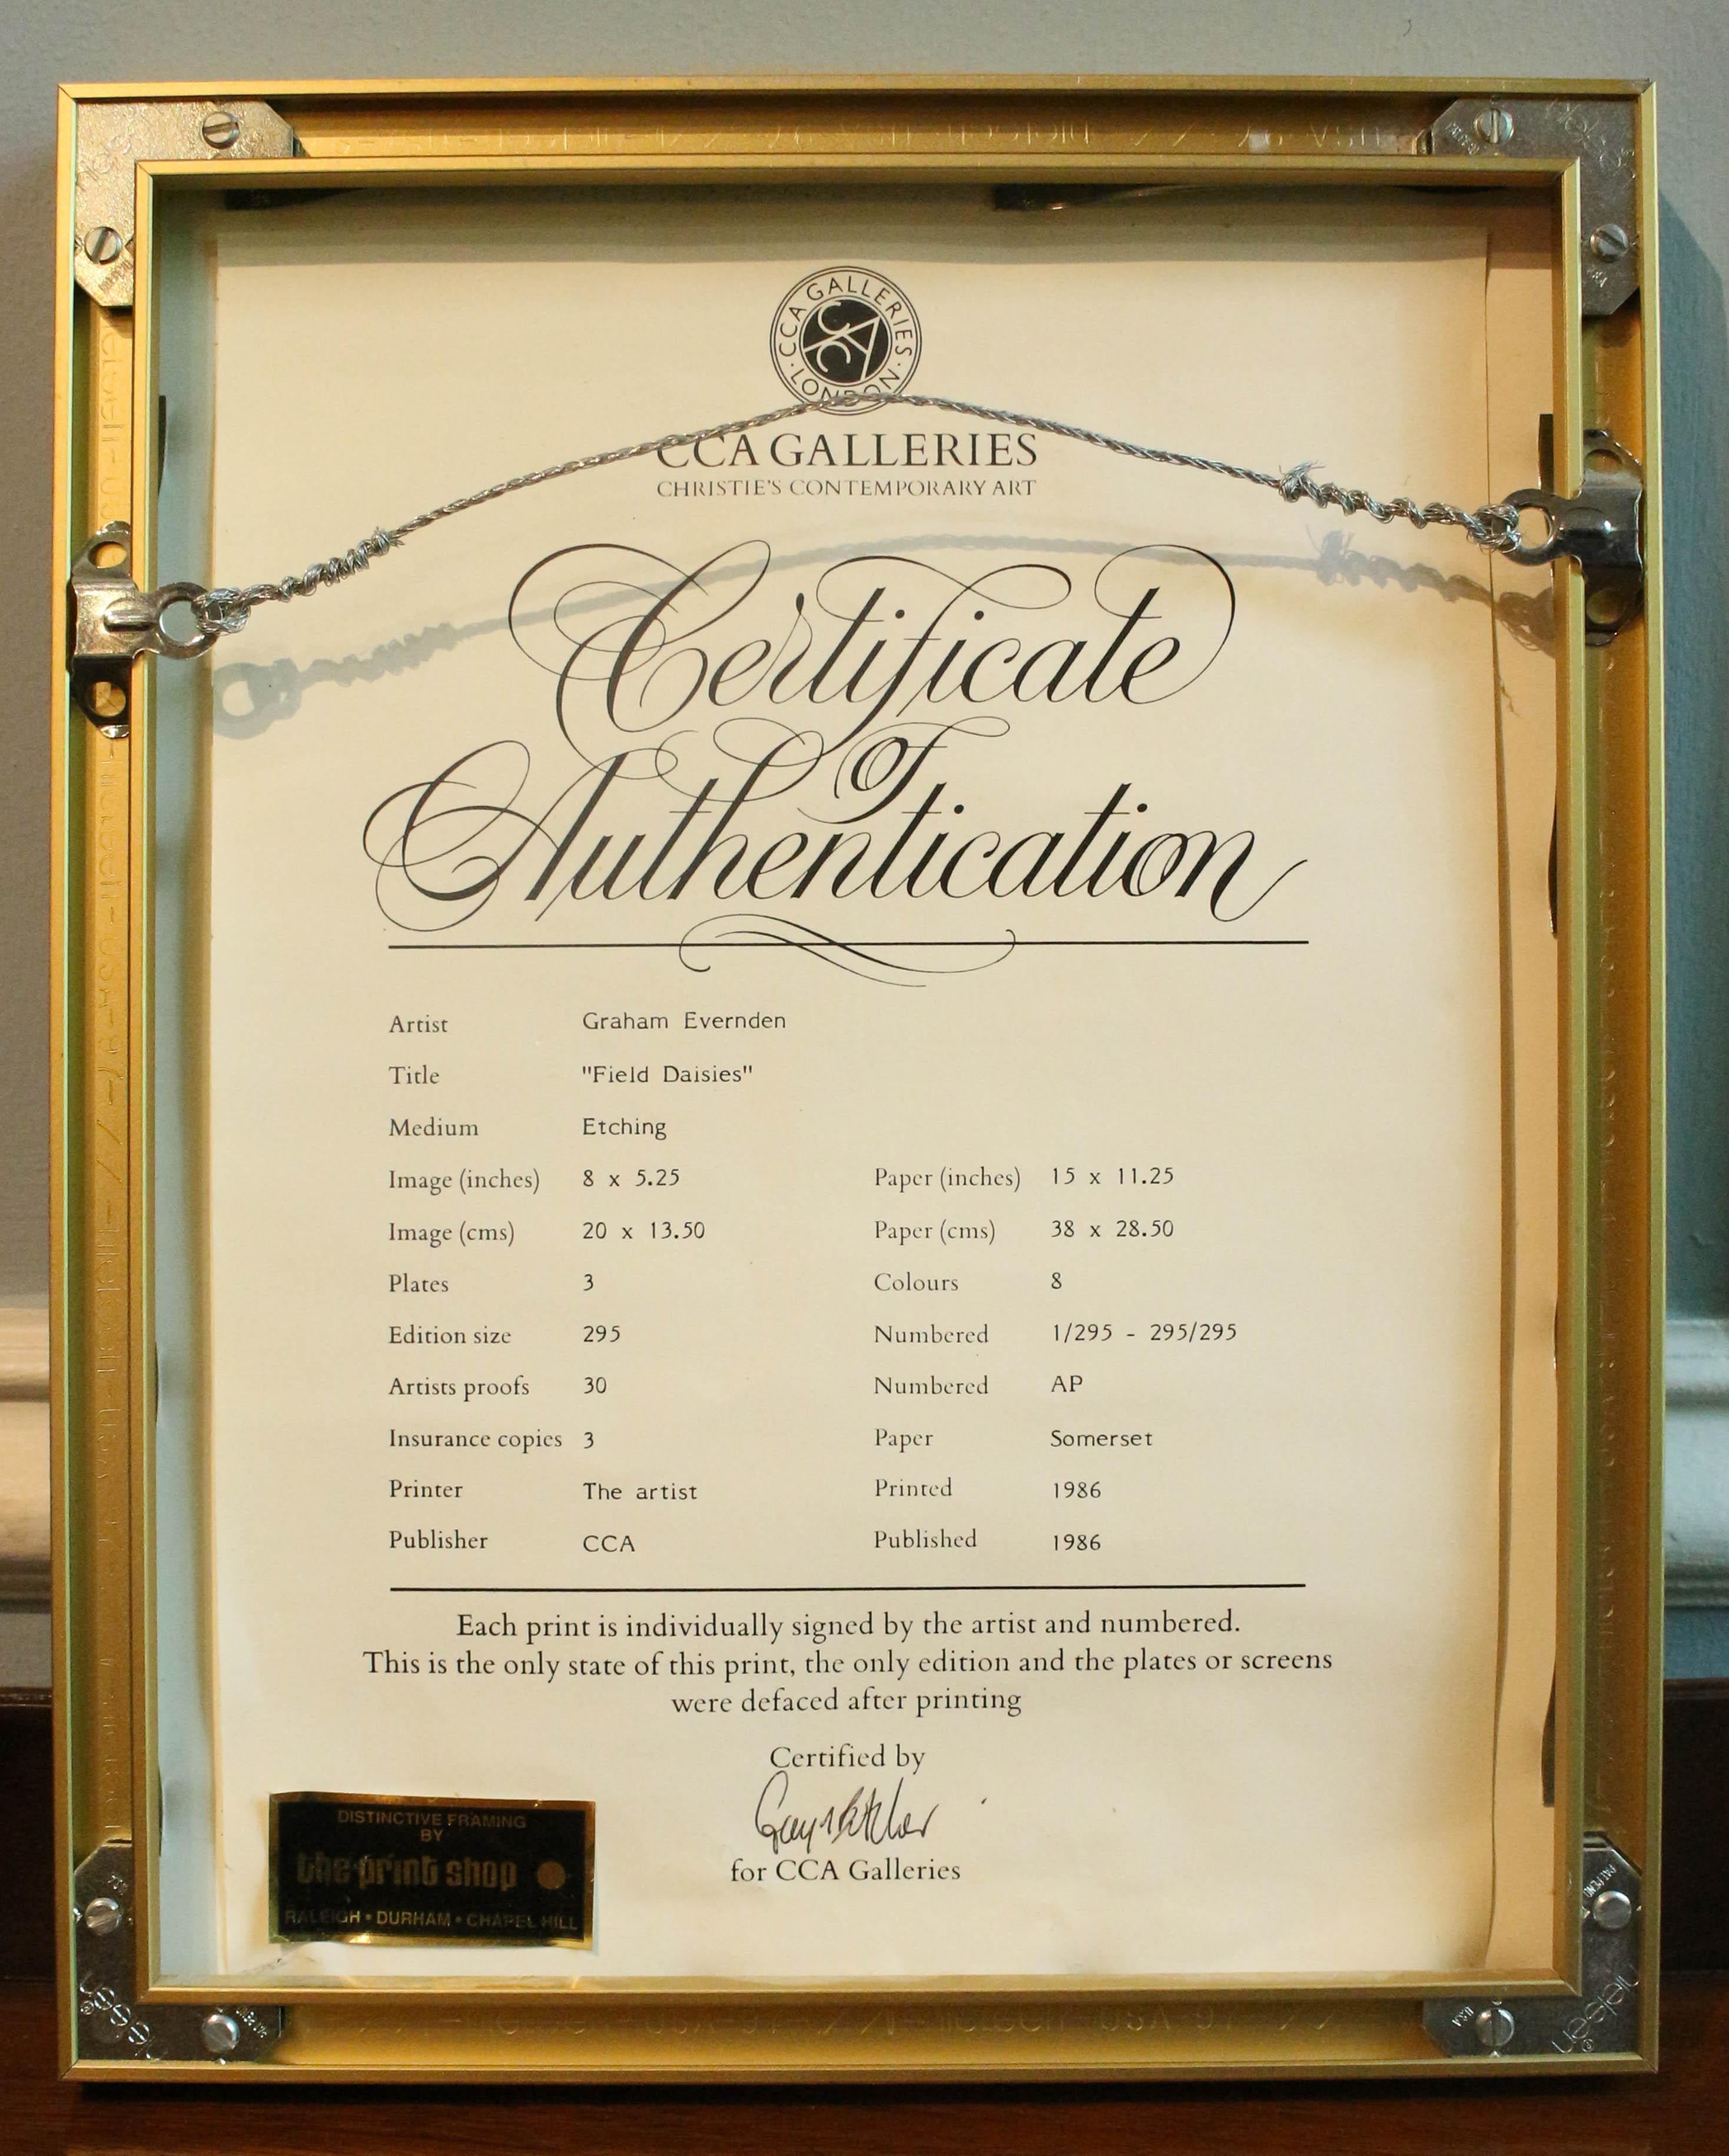 CCA GALLERIES · LONDON ·
CCA GALLERIES
CHRISTIE'S CONTEMPORARY ART
Certificate
Of
Authentication
Artist Graham Evernden
Title "Field Daisies"
Medium Etching
Image (inches) 8 x 5.25 Paper (inches) 15 x 11.25
Image (cms) 20 x 13.50 Paper (cms) 38 x 28.50
Plates 3 Colours 8
Edition size 295 Numbered 1/295 - 295/295
Artists proofs 30 Numbered AP
Insurance copies 3 Paper Somerset
Printer The artist Printed 1986
Publisher CCA Published 1986
Each print is individually signed by the artist and numbered.
This is the only state of this print, the only edition and the plates or screens
were defaced after printing
Certified by
for CCA Galleries
DISTINCTIVE FRAMING
BY
the print shop
RALEIGH • DURHAM • CHAPEL HILL
nielsen®
USA